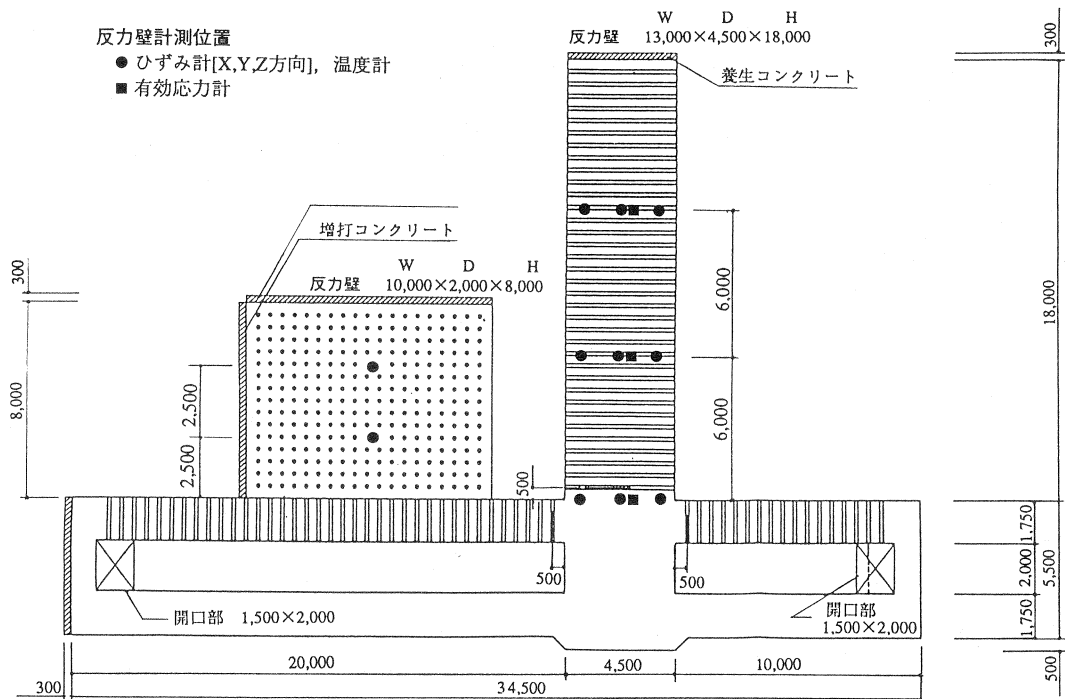 反力壁計測位置
● ひずみ計[X,Y,Z方向], 温度計
■ 有効応力計
W D H
反力壁 13,000×4,500×18,000
養生コンクリート
300
18,000
6,000
6,000
増打コンクリート
W D H
反力壁 10,000×2,000×8,000
300
8,000
2,500
2,500
500
500
500
開口部 1,500×2,000
開口部
1,500×2,000
1,750
2,000
1,750
5,500
500
20,000
4,500
10,000
300
34,500